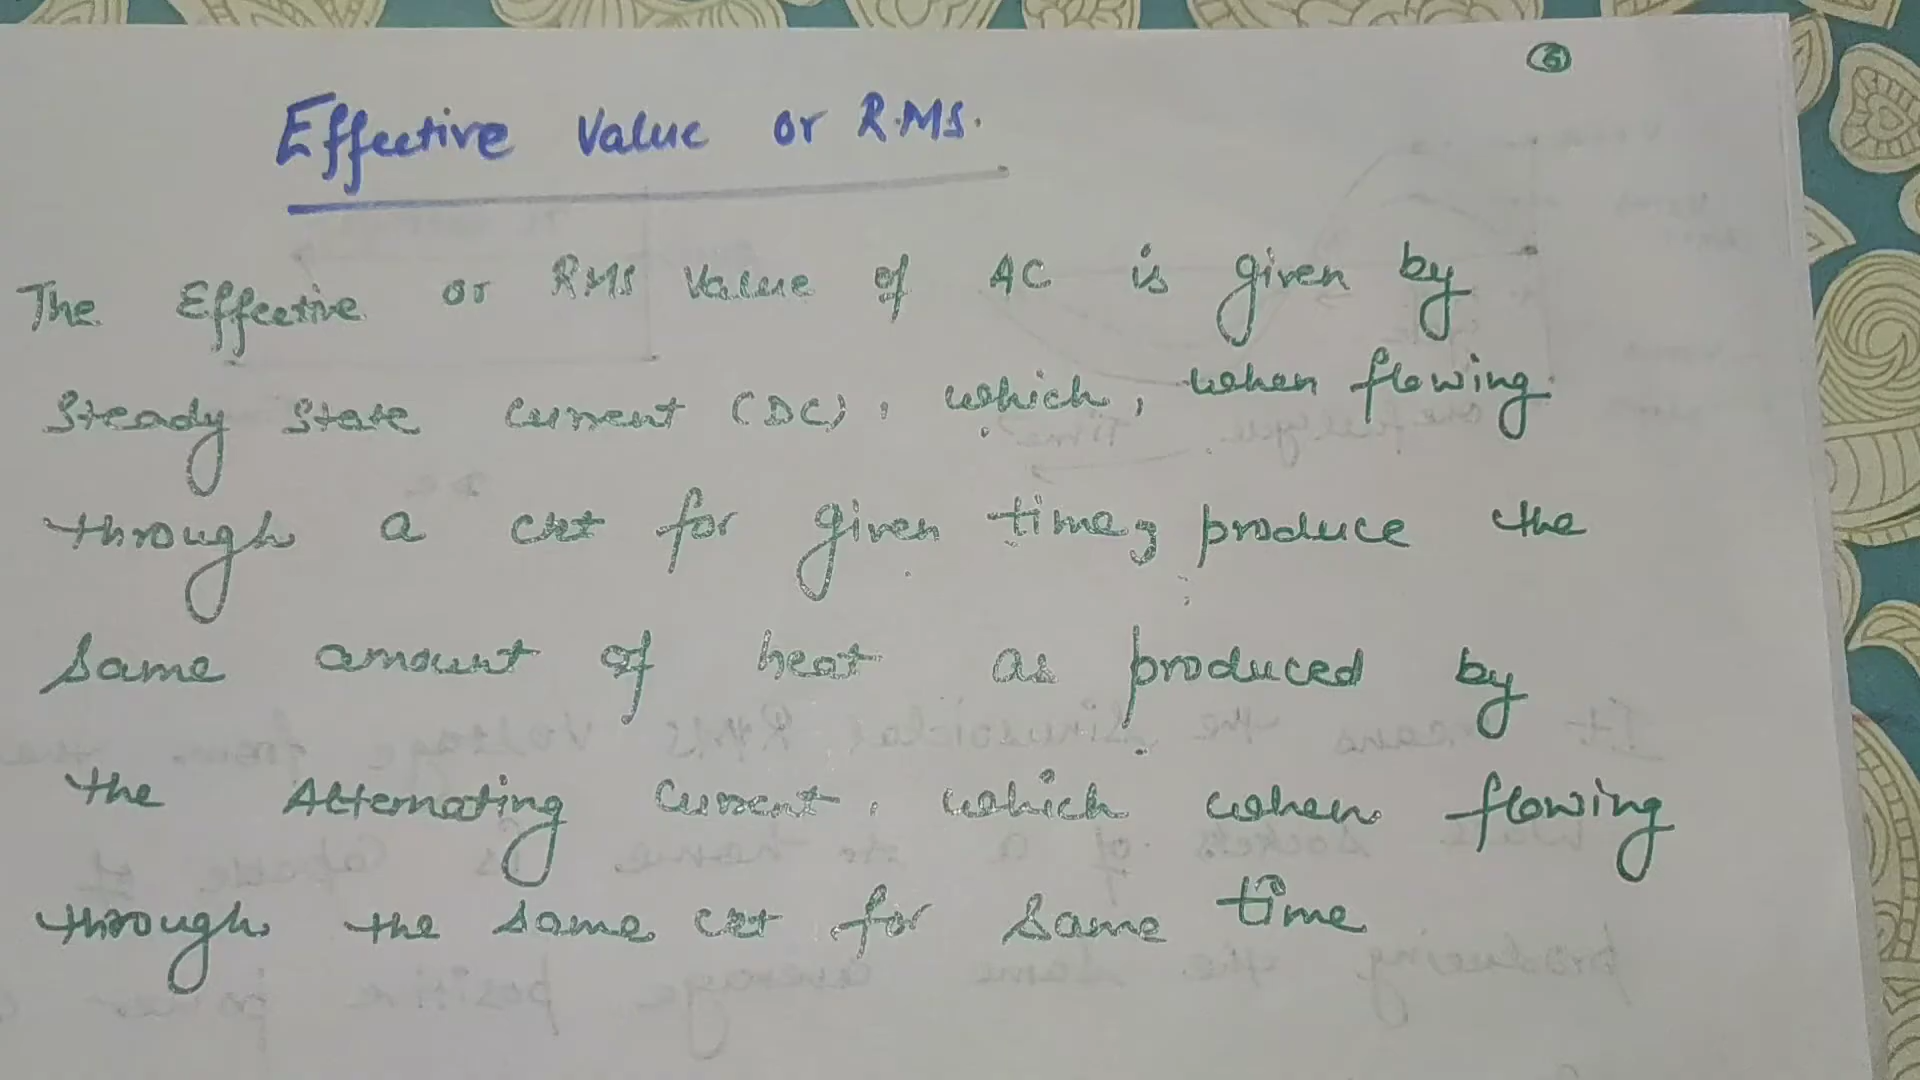 Effective Value or R.M.S.
The Effective or RMS Value of AC is given by
Steady State Current (DC), which, when flowing
through a ckt for given time, produce the
same amount of heat as produced by
the Alternating Current, which when flowing
through the same ckt for same time